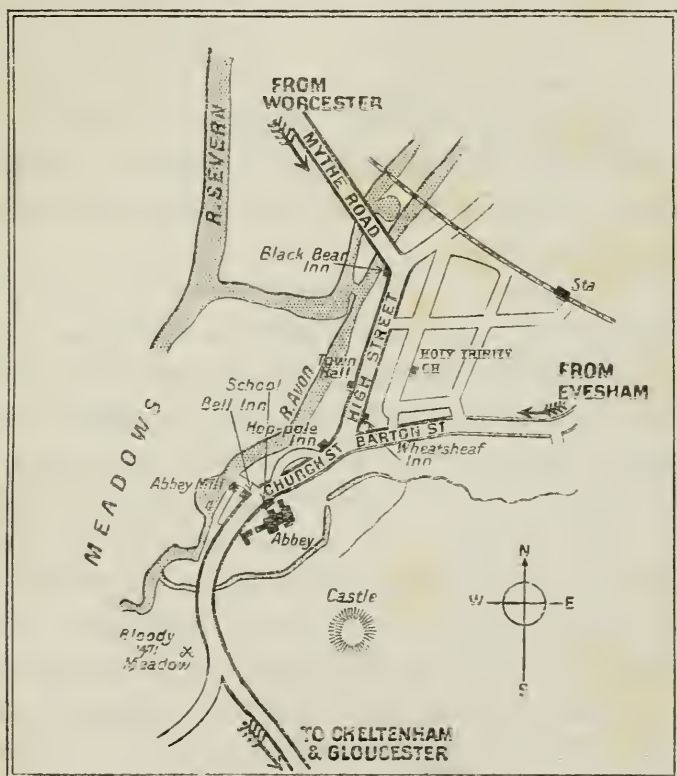 FROM
WORCESTER
R. SEVERN
MYTHE ROAD
Black Bear
Inn
Sta
HIGH STREET
HOLY TRINITY
CH
Town
Hall
R. AVON
FROM
EVESHAM
School
Bell Inn
Hop-pole
Inn
BARTON ST
CHURCH ST
Wheatsheaf
Inn
MEADOWS
Abbey Mill
Abbey
Castle
N
W
E
S
Bloody
1471
Meadow
TO CHELTENHAM
& GLOUCESTER